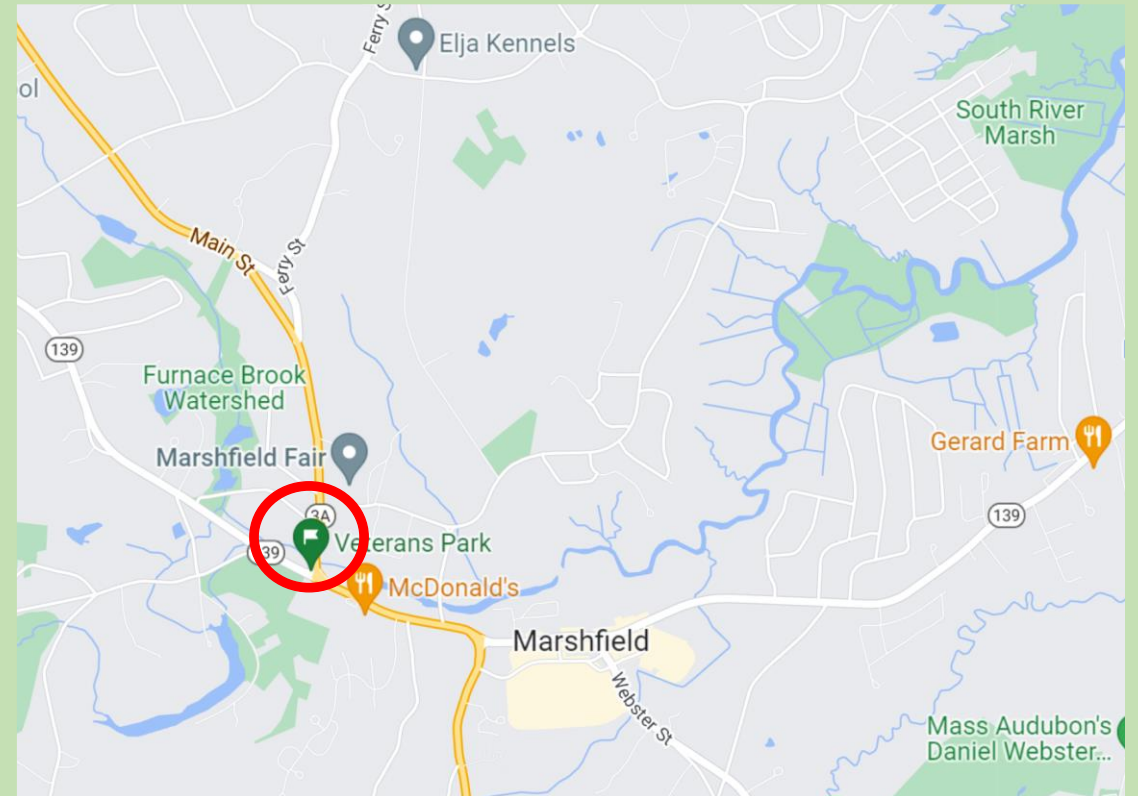 Ferry St
Elja Kennels
ol
South River
Marsh
Main St
Ferry St
139
Furnace Brook
Watershed
Marshfield Fair
Gerard Farm
3A
139
139
Veterans Park
McDonald's
Marshfield
Webster St
Mass Audubon's
Daniel Webster...